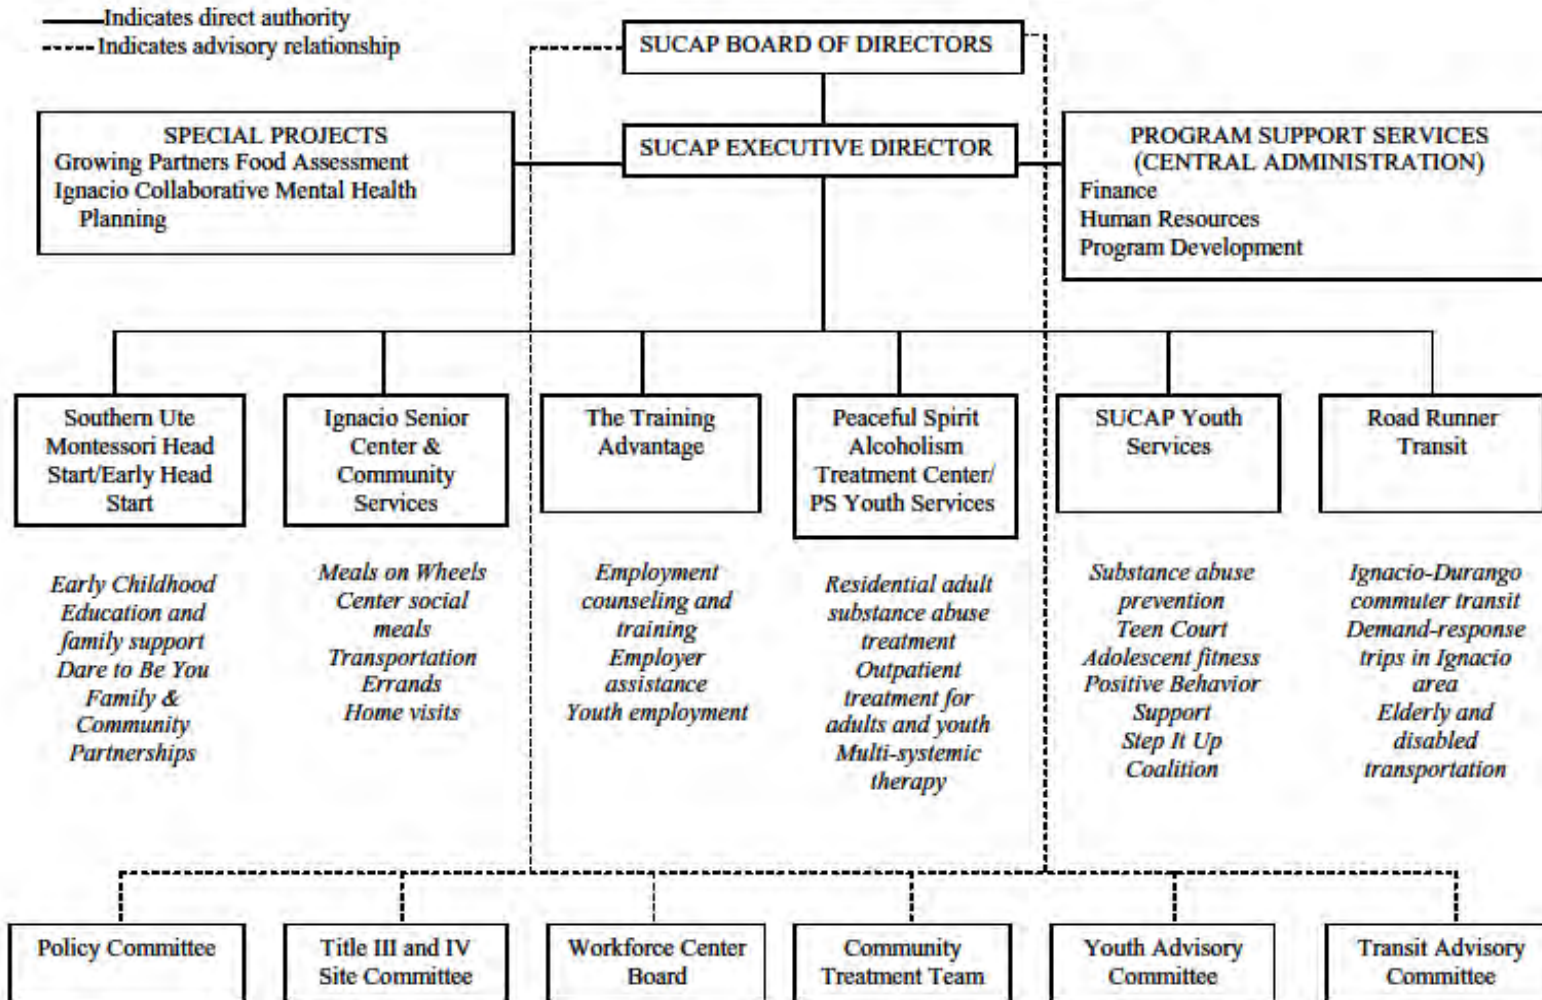 Indicates direct authority
Indicates advisory relationship
SUCAP BOARD OF DIRECTORS
SUCAP EXECUTIVE DIRECTOR
SPECIAL PROJECTS
Growing Partners Food Assessment
Ignacio Collaborative Mental Health
Planning
PROGRAM SUPPORT SERVICES
(CENTRAL ADMINISTRATION)
Finance
Human Resources
Program Development
Southern Ute
Montessori Head
Start/Early Head
Start
Ignacio Senior
Center &
Community
Services
The Training
Advantage
Peaceful Spirit
Alcoholism
Treatment Center/
PS Youth Services
SUCAP Youth
Services
Road Runner
Transit
Early Childhood
Education and
family support
Dare to Be You
Family &
Community
Partnerships
Meals on Wheels
Center social
meals
Transportation
Errands
Home visits
Employment
counseling and
training
Employer
assistance
Youth employment
Residential adult
substance abuse
treatment
Outpatient
treatment for
adults and youth
Multi-systemic
therapy
Substance abuse
prevention
Teen Court
Adolescent fitness
Positive Behavior
Support
Step It Up
Coalition
Ignacio-Durango
commuter transit
Demand-response
trips in Ignacio
area
Elderly and
disabled
transportation
Policy Committee
Title III and IV
Site Committee
Workforce Center
Board
Community
Treatment Team
Youth Advisory
Committee
Transit Advisory
Committee